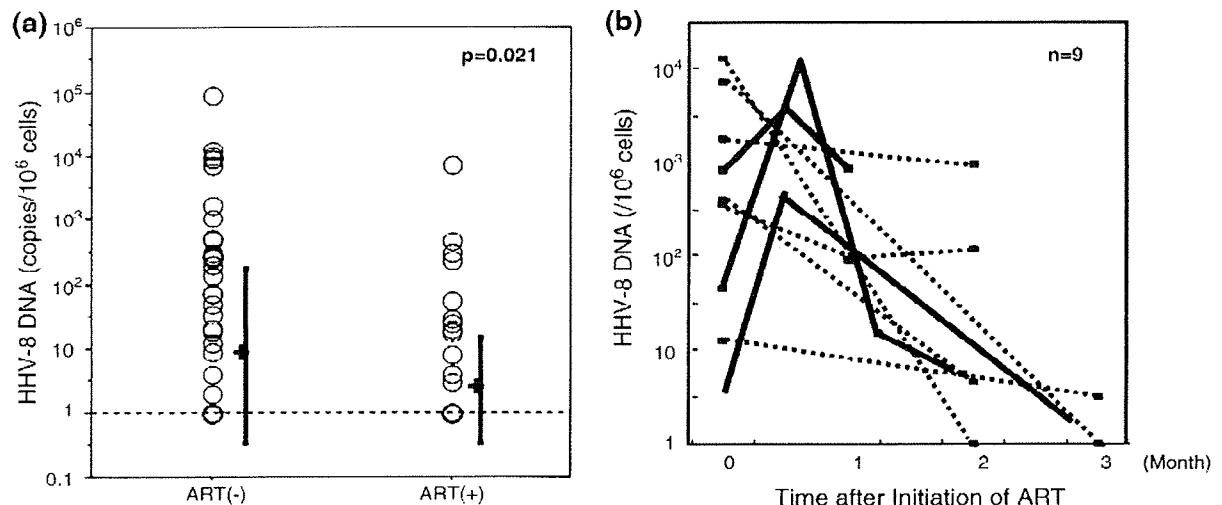 (a)
10^6
10^5
10^4
10^3
10^2
10
1
0.1
HHV-8 DNA (copies/10^6 cells)
p=0.021
ART(-)
ART(+)
(b)
10^4
10^3
10^2
10
1
HHV-8 DNA (/10^6 cells)
n=9
0
1
2
3
(Month)
Time after Initiation of ART